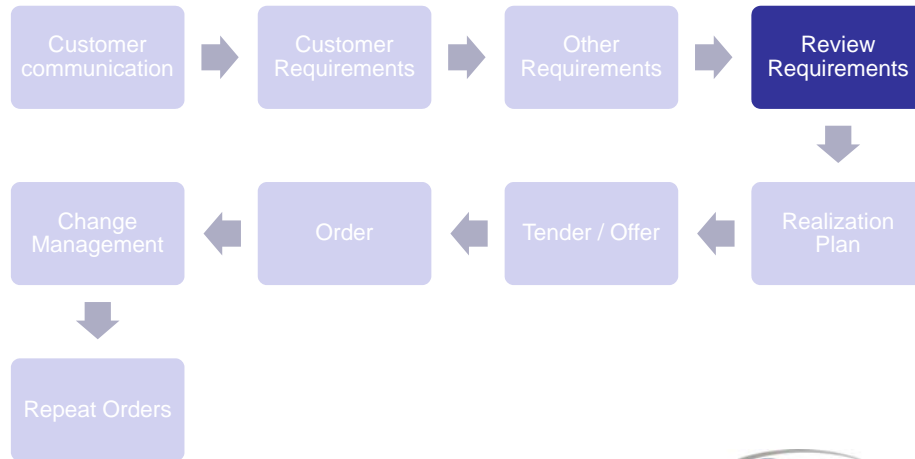 Customer
communication
Customer
Requirements
Other
Requirements
Review
Requirements
Realization
Plan
Tender / Offer
Order
Change
Management
Repeat Orders